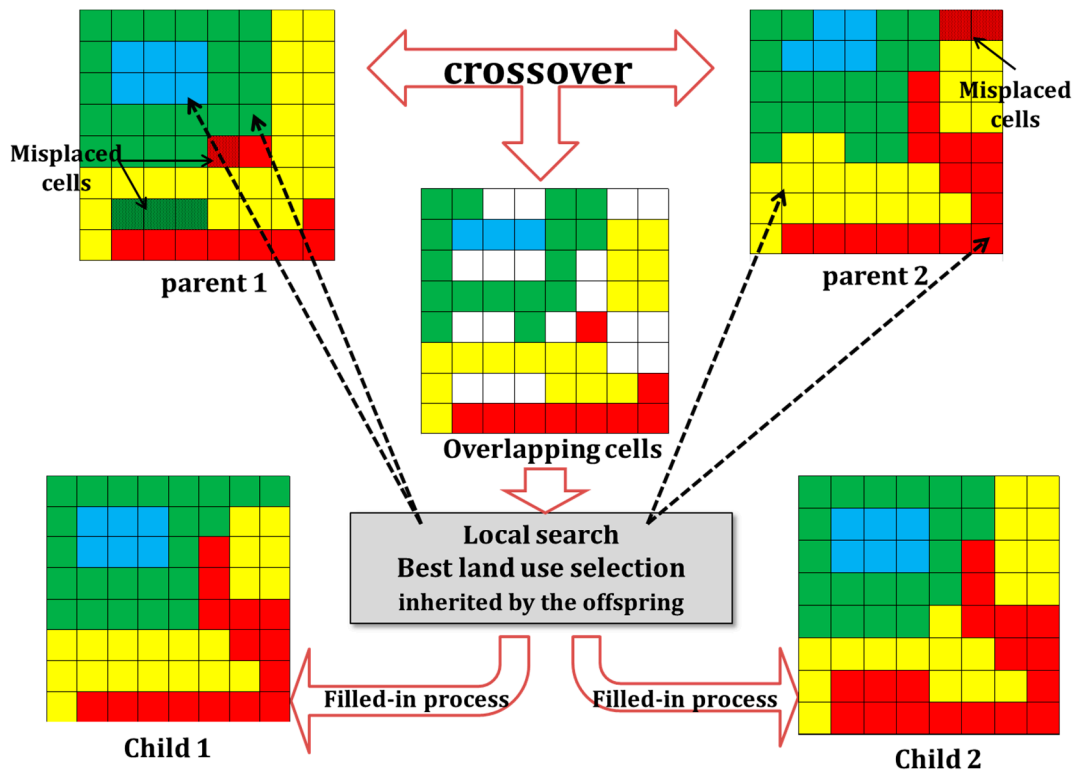 crossover
Misplaced
cells
Misplaced
cells
parent 1
parent 2
Overlapping cells
Local search
Best land use selection
inherited by the offspring
Filled-in process
Filled-in process
Child 1
Child 2